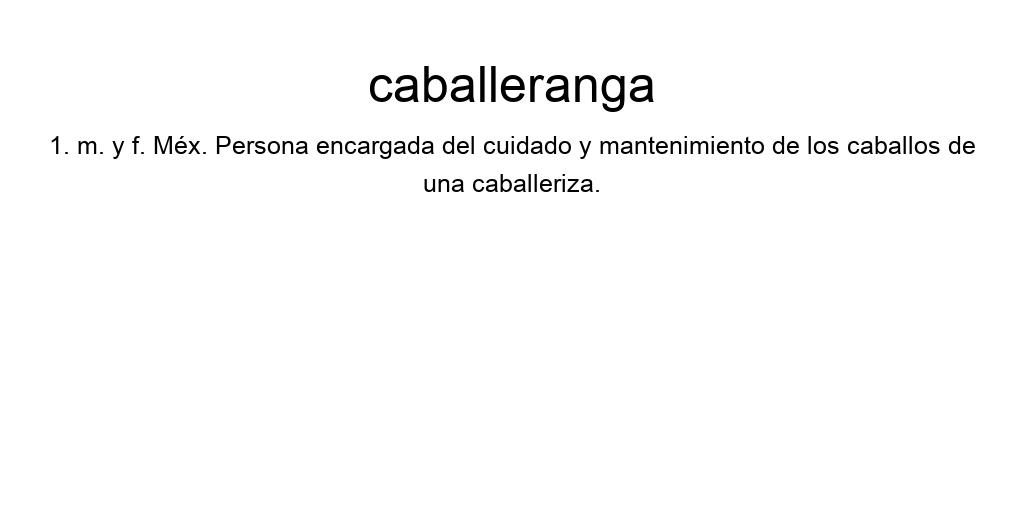 caballeranga
1. m. y f. Méx. Persona encargada del cuidado y mantenimiento de los caballos de
una caballeriza.